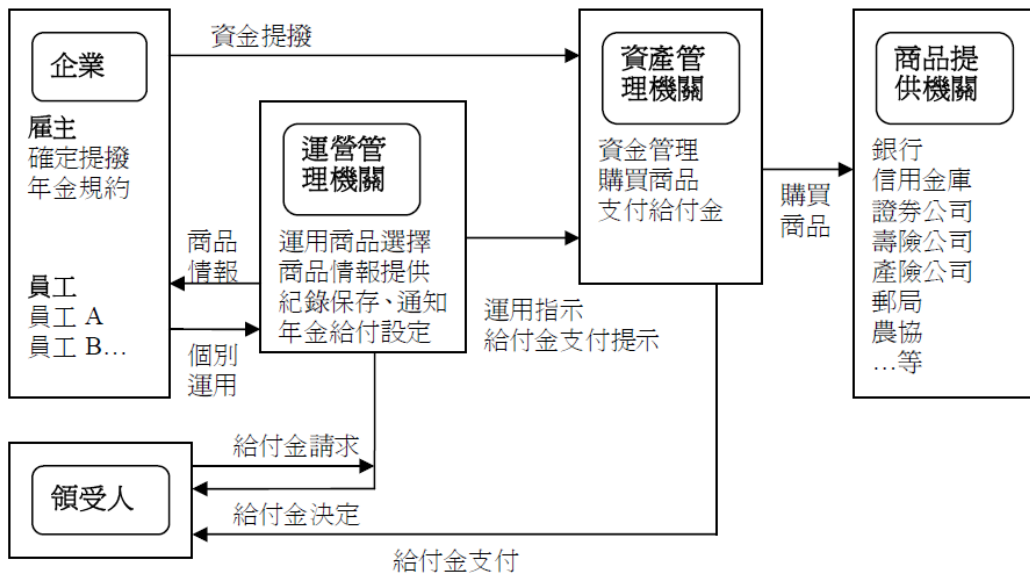 企業
雇主
確定提撥
年金規約
員工
員工 A
員工 B…
資金提撥
商品
情報
個別
運用
運營管
理機關
運用商品選擇
商品情報提供
紀錄保存、通知
年金給付設定
運用指示
給付金支付提示
資產管
理機關
資金管理
購買商品
支付給付金
購買
商品
商品提
供機關
銀行
信用金庫
證券公司
壽險公司
產險公司
郵局
農協
…等
領受人
給付金請求
給付金決定
給付金支付